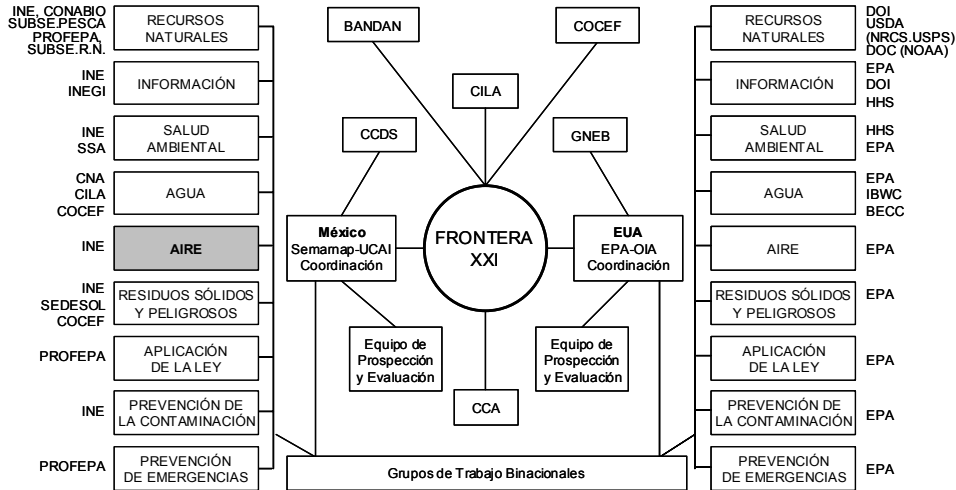 INE, CONABIO
SUBSE.PESCA
PROFEPA,
SUBSE.R.N.
RECURSOS
NATURALES
INE
INEGI
INFORMACIÓN
INE
SSA
SALUD
AMBIENTAL
CNA
CILA
COCEF
AGUA
INE
AIRE
INE
SEDESOL
COCEF
RESIDUOS SÓLIDOS
Y PELIGROSOS
PROFEPA
APLICACIÓN
DE LA LEY
INE
PREVENCIÓN DE
LA CONTAMINACIÓN
PROFEPA
PREVENCIÓN
DE EMERGENCIAS
BANDAN
COCEF
CILA
CCDS
GNEB
México
Semarnap-UCAI
Coordinación
FRONTERA
XXI
EUA
EPA-OIA
Coordinación
Equipo de
Prospección
y Evaluación
Equipo de
Prospección
y Evaluación
CCA
Grupos de Trabajo Binacionales
RECURSOS
NATURALES
DOI
USDA
(NRCS.USPS)
DOC (NOAA)
INFORMACIÓN
EPA
DOI
HHS
SALUD
AMBIENTAL
HHS
EPA
AGUA
EPA
IBWC
BECC
AIRE
EPA
RESIDUOS SÓLIDOS
Y PELIGROSOS
EPA
APLICACIÓN
DE LA LEY
EPA
PREVENCIÓN DE
LA CONTAMINACIÓN
EPA
PREVENCIÓN
DE EMERGENCIAS
EPA